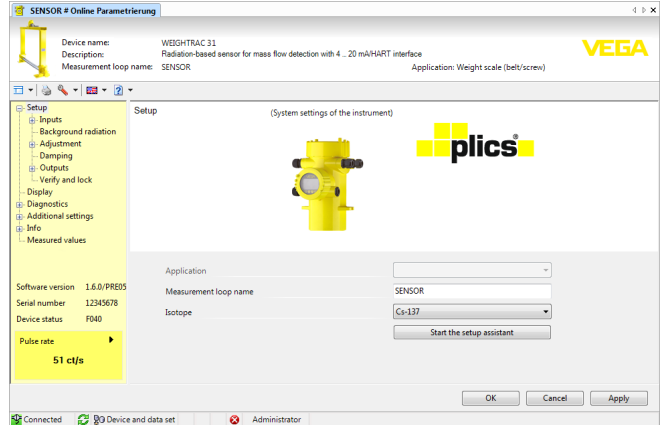 SENSOR # Online Parametrierung
Device name: WEIGHTRAC 31
Description: Radiation-based sensor for mass flow detection with 4 .. 20 mA/HART interface
Measurement loop name: SENSOR
Application: Weight scale (belt/screw)
VEGA
Setup
Inputs
Background radiation
Adjustment
Damping
Outputs
Verify and lock
Display
Diagnostics
Additional settings
Info
Measured values
Software version 1.6.0/PRE05
Serial number 12345678
Device status F040
Pulse rate
51 ct/s
Setup
(System settings of the instrument)
plics®
Application
Measurement loop name SENSOR
Isotope Cs-137
Start the setup assistant
OK Cancel Apply
Connected Device and data set Administrator